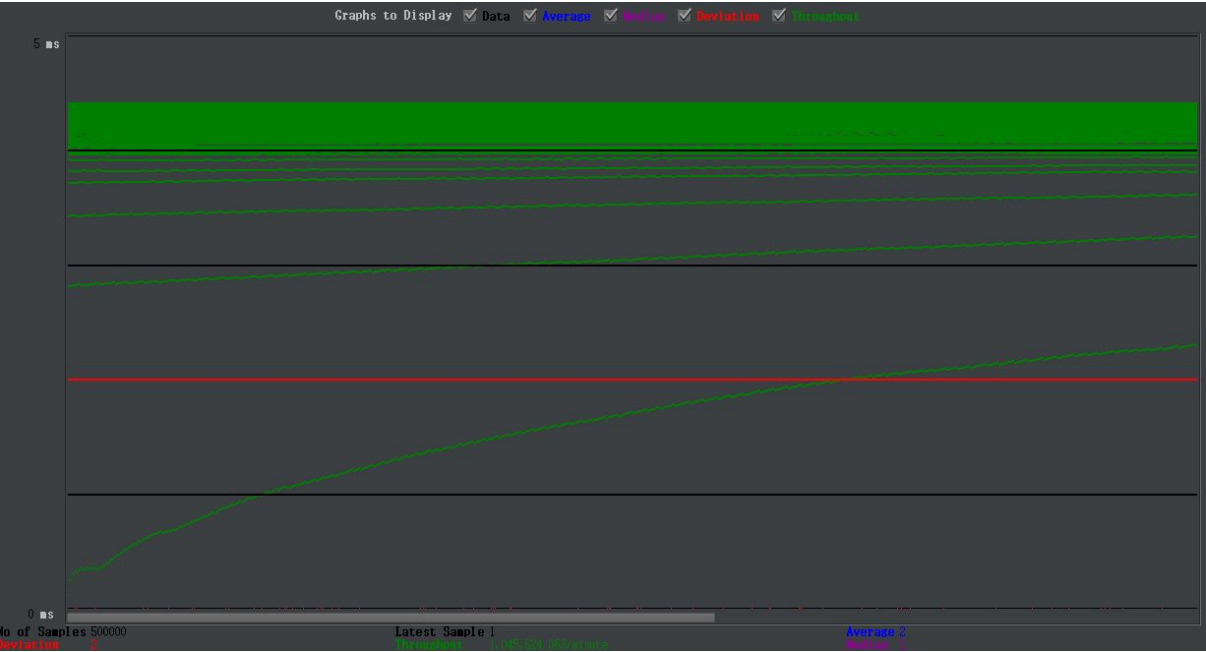 Graphs to Display Data Average Median Deviation Throughput
5 ms
0 ms
No of Samples 500000 Latest Sample 1 Average 2
Deviation 2 Throughput Median